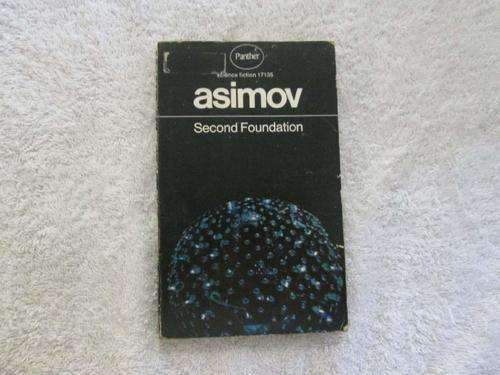 Panther
science fiction 17135
asimov
Second Foundation